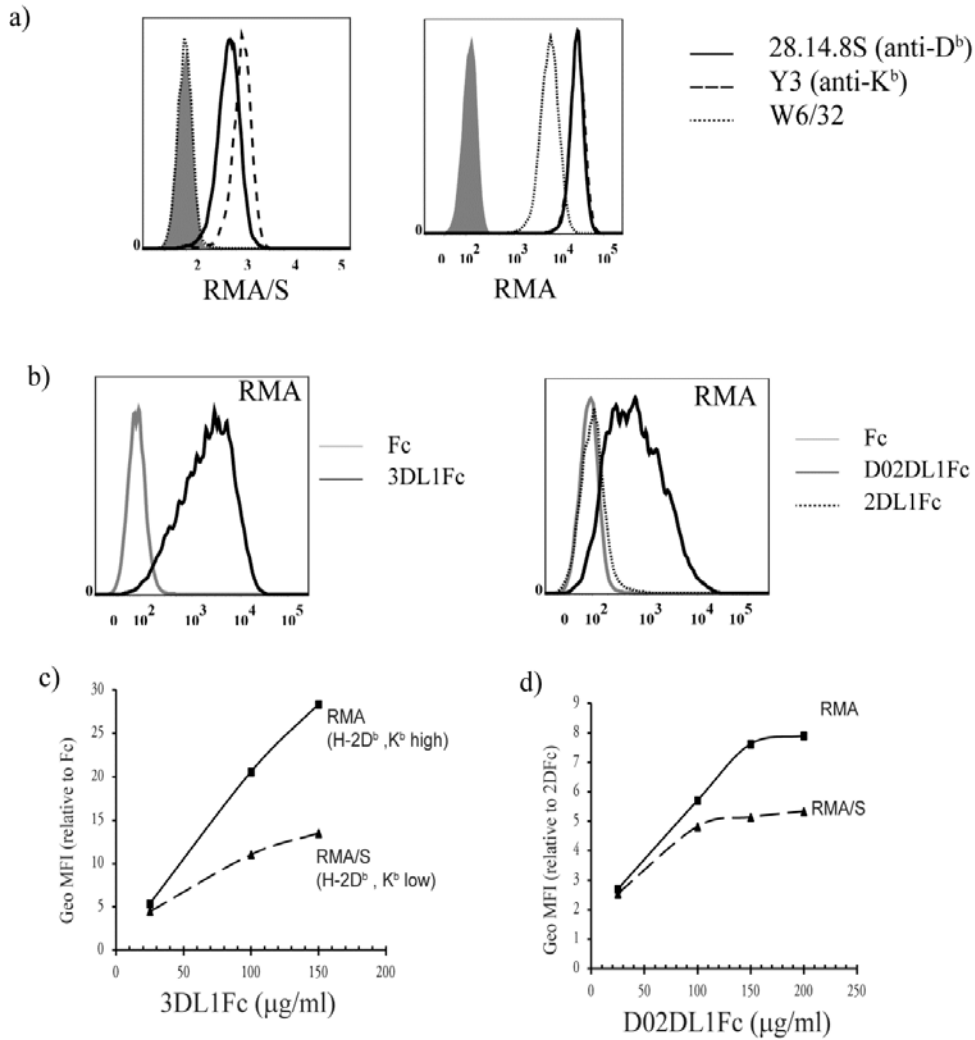 a)
28.14.8S (anti-Dᵇ)
Y3 (anti-Kᵇ)
W6/32
0
2 3 4 5
RMA/S
0
0 10² 10³ 10⁴ 10⁵
RMA
b)
RMA
Fc
3DL1Fc
0
0 10² 10³ 10⁴ 10⁵
RMA
Fc
D02DL1Fc
2DL1Fc
0
0 10² 10³ 10⁴ 10⁵
c)
Geo MFI (relative to Fc)
30
25
20
15
10
5
0
0 50 100 150 200
RMA
(H-2Dᵇ ,Kᵇ high)
RMA/S
(H-2Dᵇ , Kᵇ low)
3DL1Fc (µg/ml)
d)
Geo MFI (relative to 2DFc)
9
8
7
6
5
4
3
2
1
0
0 50 100 150 200 250
RMA
RMA/S
D02DL1Fc (µg/ml)